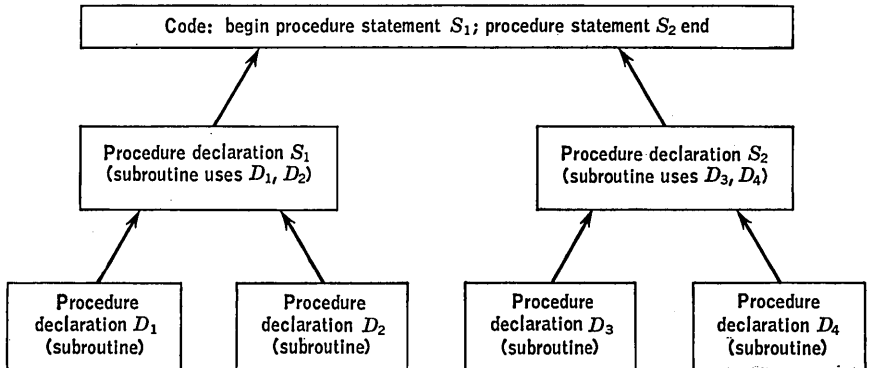 Code: begin procedure statement S₁; procedure statement S₂ end
Procedure declaration S₁
(subroutine uses D₁, D₂)
Procedure declaration S₂
(subroutine uses D₃, D₄)
Procedure
declaration D₁
(subroutine)
Procedure
declaration D₂
(subroutine)
Procedure
declaration D₃
(subroutine)
Procedure
declaration D₄
(subroutine)